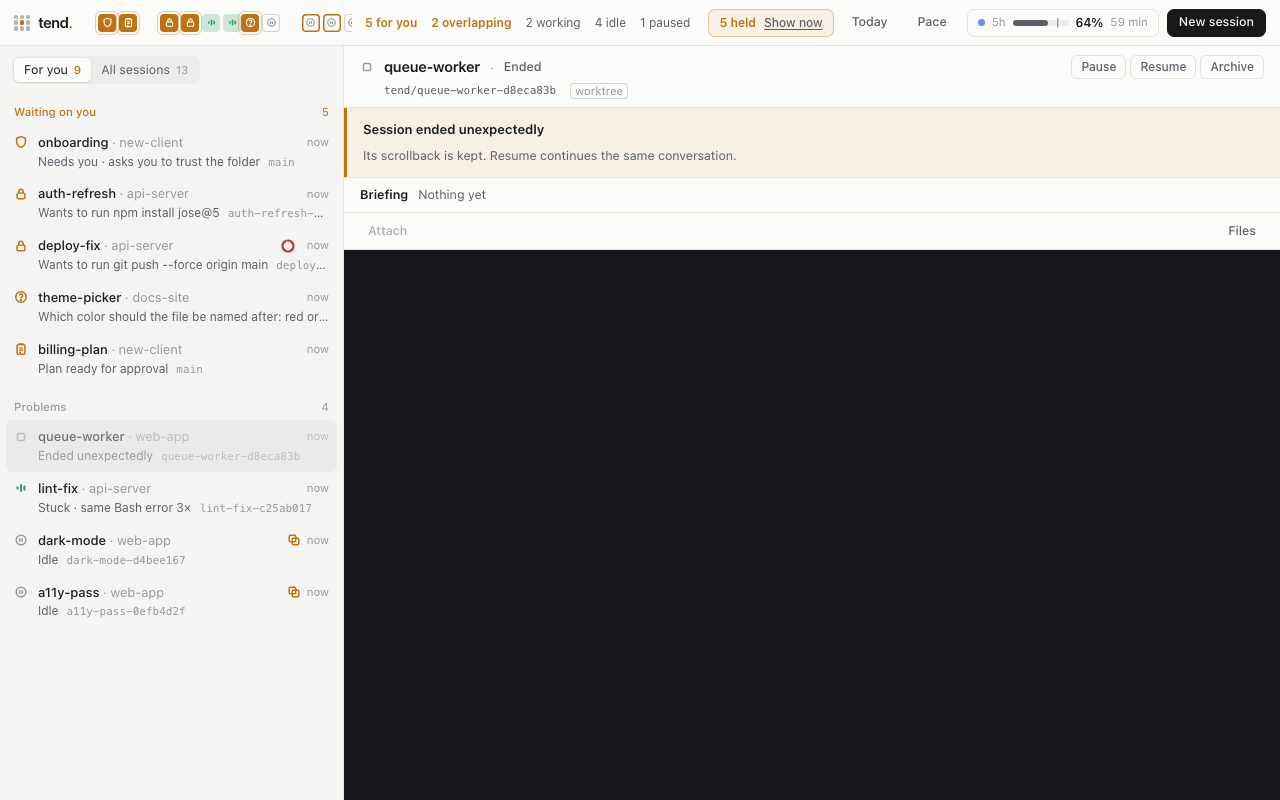 tend.
5 for you 2 overlapping 2 working 4 idle 1 paused
5 held Show now
Today
Pace
5h 64% 59 min
New session
For you 9
All sessions 13
Waiting on you 5
onboarding · new-client now
Needs you · asks you to trust the folder main
auth-refresh · api-server now
Wants to run npm install jose@5 auth-refresh-…
deploy-fix · api-server now
Wants to run git push --force origin main deploy…
theme-picker · docs-site now
Which color should the file be named after: red or…
billing-plan · new-client now
Plan ready for approval main
Problems 4
queue-worker · web-app now
Ended unexpectedly queue-worker-d8eca83b
lint-fix · api-server now
Stuck · same Bash error 3× lint-fix-c25ab017
dark-mode · web-app now
Idle dark-mode-d4bee167
a11y-pass · web-app now
Idle a11y-pass-0efb4d2f
queue-worker · Ended
Pause
Resume
Archive
tend/queue-worker-d8eca83b worktree
Session ended unexpectedly
Its scrollback is kept. Resume continues the same conversation.
Briefing Nothing yet
Attach
Files